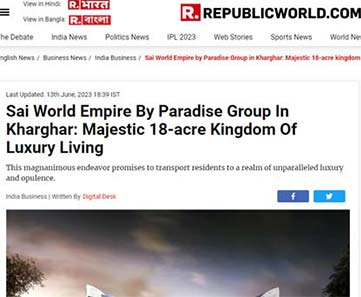 View in Hindi: R. भारत
View in Bangla: R. বাংলা
R. REPUBLICWORLD.COM
he Debate India News Politics IPL 2023 Web Stories Sports News World Ne
nglish News / Business News / India Business / Sai World Empire by Paradise Group in Kharghar: Majestic 18-acre kingdom
Last Updated: 13th June, 2023 18:39 IST
Sai World Empire By Paradise Group In
Kharghar: Majestic 18-acre Kingdom Of
Luxury Living
This magnanimous endeavor promises to transport residents to a realm of unparalleled luxury
and opulence.
India Business | Written By Digital Desk